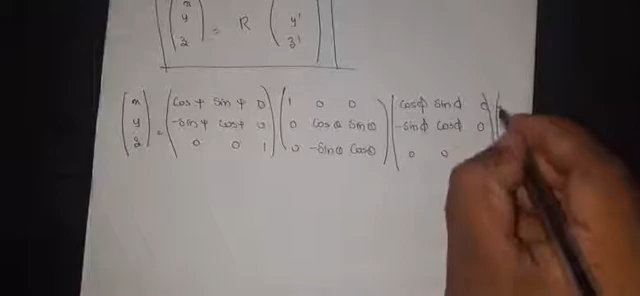 x
y = R y'
z z'
x cosψ sinψ 0 1 0 0 cosϕ sinϕ 0
y = -sinψ cosψ 0 0 cosθ sinθ -sinϕ cosϕ 0
z 0 0 1 0 -sinθ cosθ 0 0